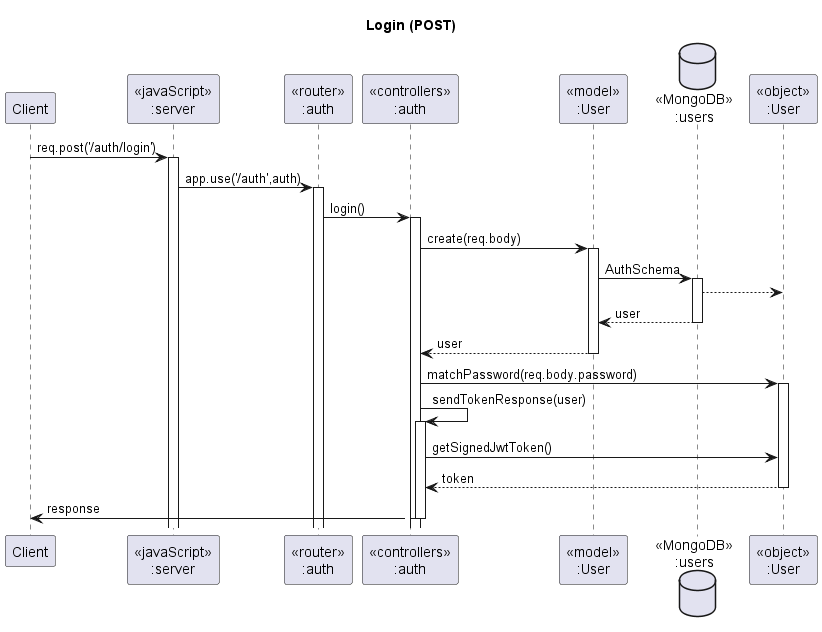 Login (POST)
Client
«javaScript»
:server
«router»
:auth
«controllers»
:auth
«model»
:User
«MongoDB»
:users
«object»
:User
req.post('/auth/login')
app.use('/auth',auth)
login()
create(req.body)
AuthSchema
user
user
matchPassword(req.body.password)
sendTokenResponse(user)
getSignedJwtToken()
token
response
Client
«javaScript»
:server
«router»
:auth
«controllers»
:auth
«model»
:User
«MongoDB»
:users
«object»
:User